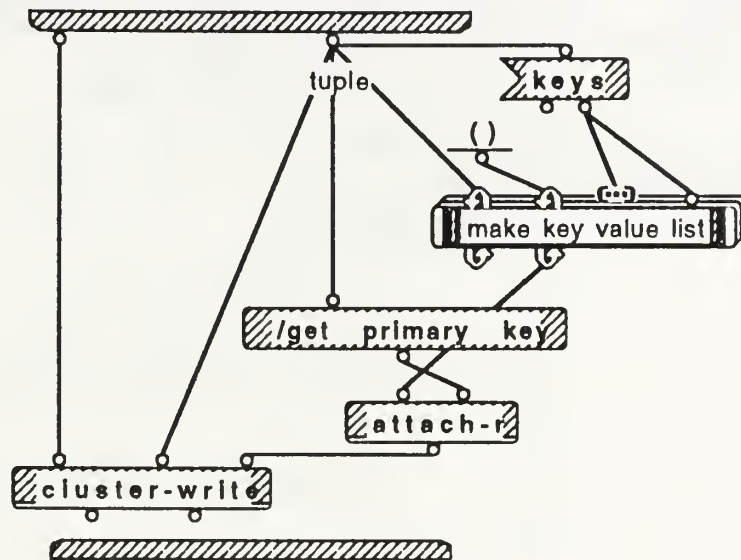 tuple
keys
( )
(...)
make key value list
/get primary key
attach-r
cluster-write